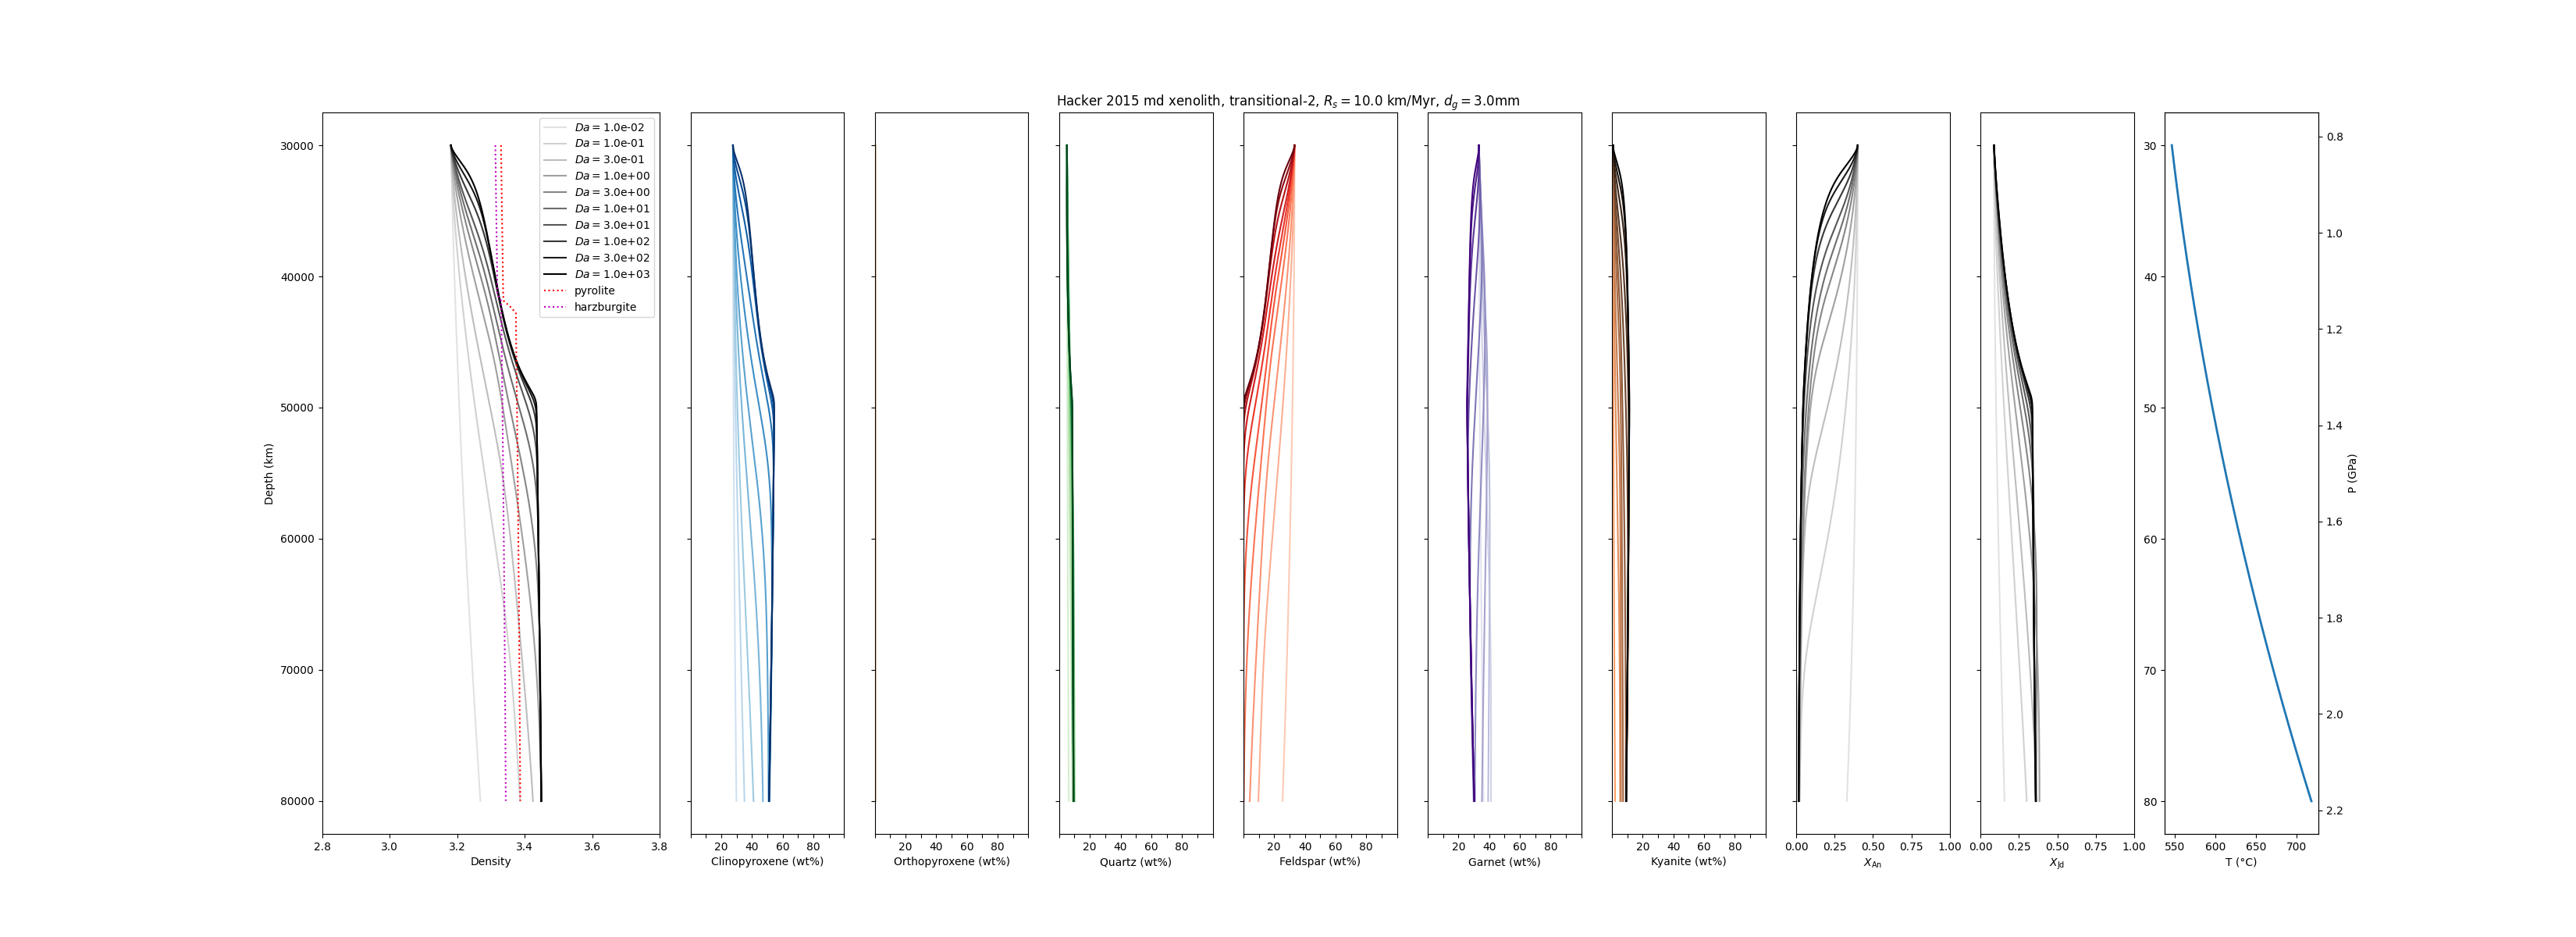 Hacker 2015 md xenolith, transitional-2, Rs = 10.0 km/Myr, dg = 3.0mm
Depth (km)
30000
40000
50000
60000
70000
80000
2.8 3.0 3.2 3.4 3.6 3.8
Density
Da = 1.0e-02
Da = 1.0e-01
Da = 3.0e-01
Da = 1.0e+00
Da = 3.0e+00
Da = 1.0e+01
Da = 3.0e+01
Da = 1.0e+02
Da = 3.0e+02
Da = 1.0e+03
pyrolite
harzburgite
20 40 60 80
Clinopyroxene (wt%)
20 40 60 80
Orthopyroxene (wt%)
20 40 60 80
Quartz (wt%)
20 40 60 80
Feldspar (wt%)
20 40 60 80
Garnet (wt%)
20 40 60 80
Kyanite (wt%)
0.00 0.25 0.50 0.75 1.00
XAn
0.00 0.25 0.50 0.75 1.00
XJd
30
40
50
60
70
80
550 600 650 700
T (°C)
0.8
1.0
1.2
1.4
1.6
1.8
2.0
2.2
P (GPa)